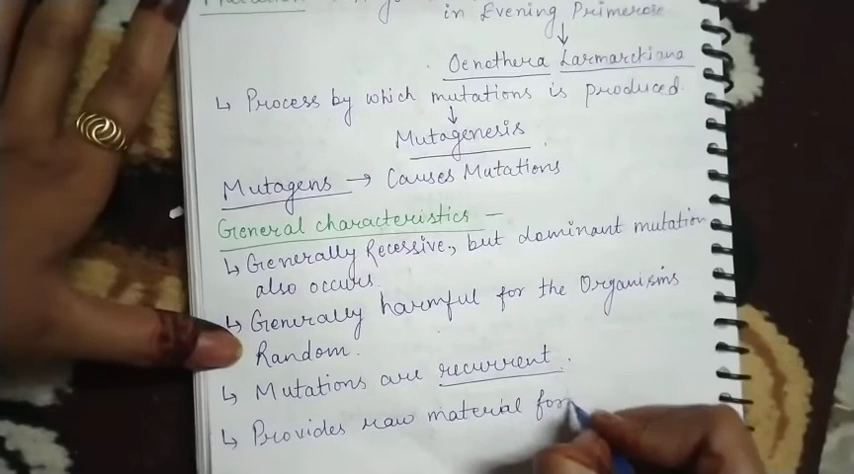 in Evening Primerose
↓
Oenothera Larmarckiana
↳ Process by which mutations is produced.
↓
Mutagenesis
Mutagens → Causes Mutations
General characteristics –
↳ Generally Recessive, but dominant mutation
also occurs.
↳ Generally harmful for the Organisms
↳ Random.
↳ Mutations are recurrent.
↳ Provides raw material for